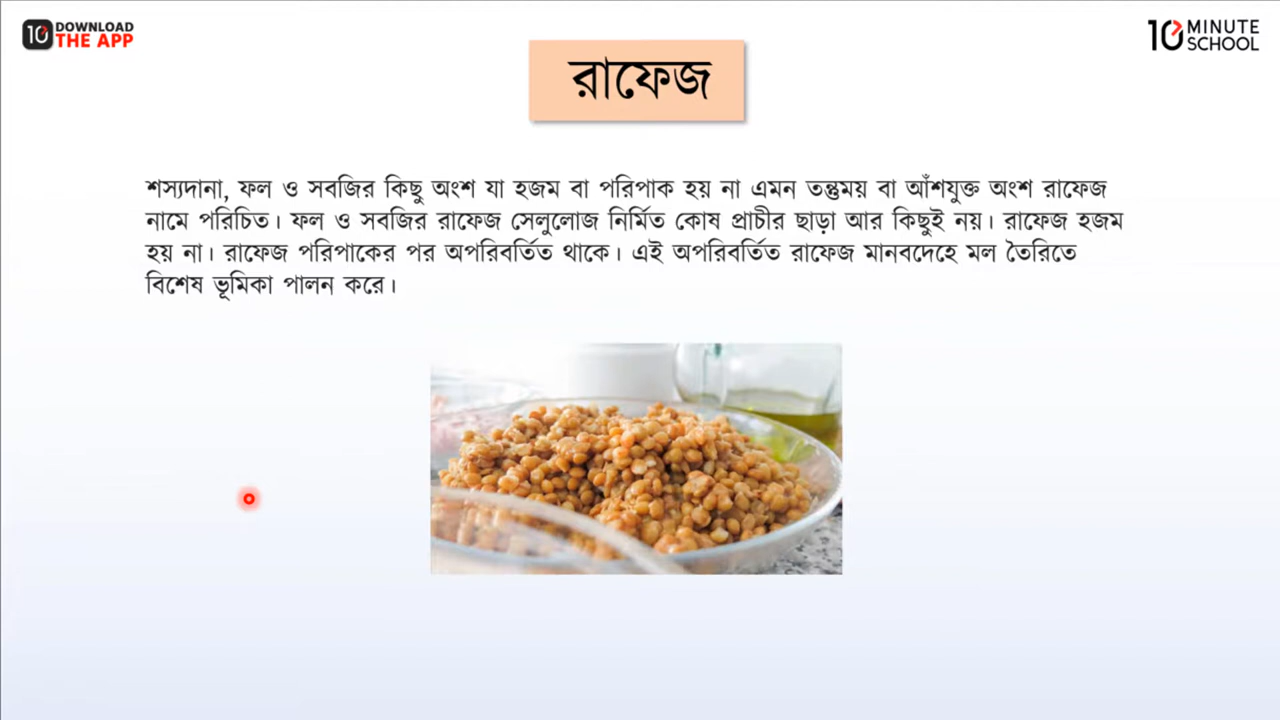 10 DOWNLOAD
THE APP
10 MINUTE
SCHOOL
রাফেজ
শস্যদানা, ফল ও সবজির কিছু অংশ যা হজম বা পরিপাক হয় না এমন তন্তুময় বা আঁশযুক্ত অংশ রাফেজ
নামে পরিচিত। ফল ও সবজির রাফেজ সেলুলোজ নির্মিত কোষ প্রাচীর ছাড়া আর কিছুই নয়। রাফেজ হজম
হয় না। রাফেজ পরিপাকের পর অপরিবর্তিত থাকে। এই অপরিবর্তিত রাফেজ মানবদেহে মল তৈরিতে
বিশেষ ভূমিকা পালন করে।